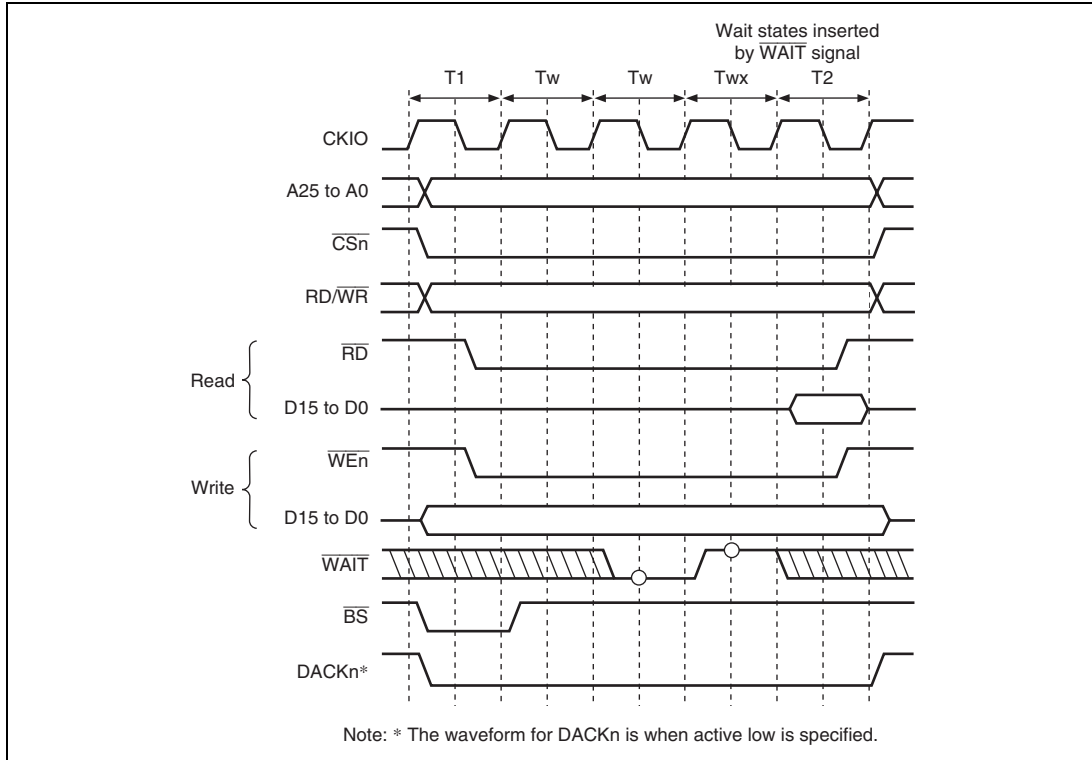 Wait states inserted
by WAIT signal
T1 Tw Tw Twx T2
CKIO
A25 to A0
CSn
RD/WR
RD
Read
D15 to D0
WEn
Write
D15 to D0
WAIT
BS
DACKn*
Note: * The waveform for DACKn is when active low is specified.